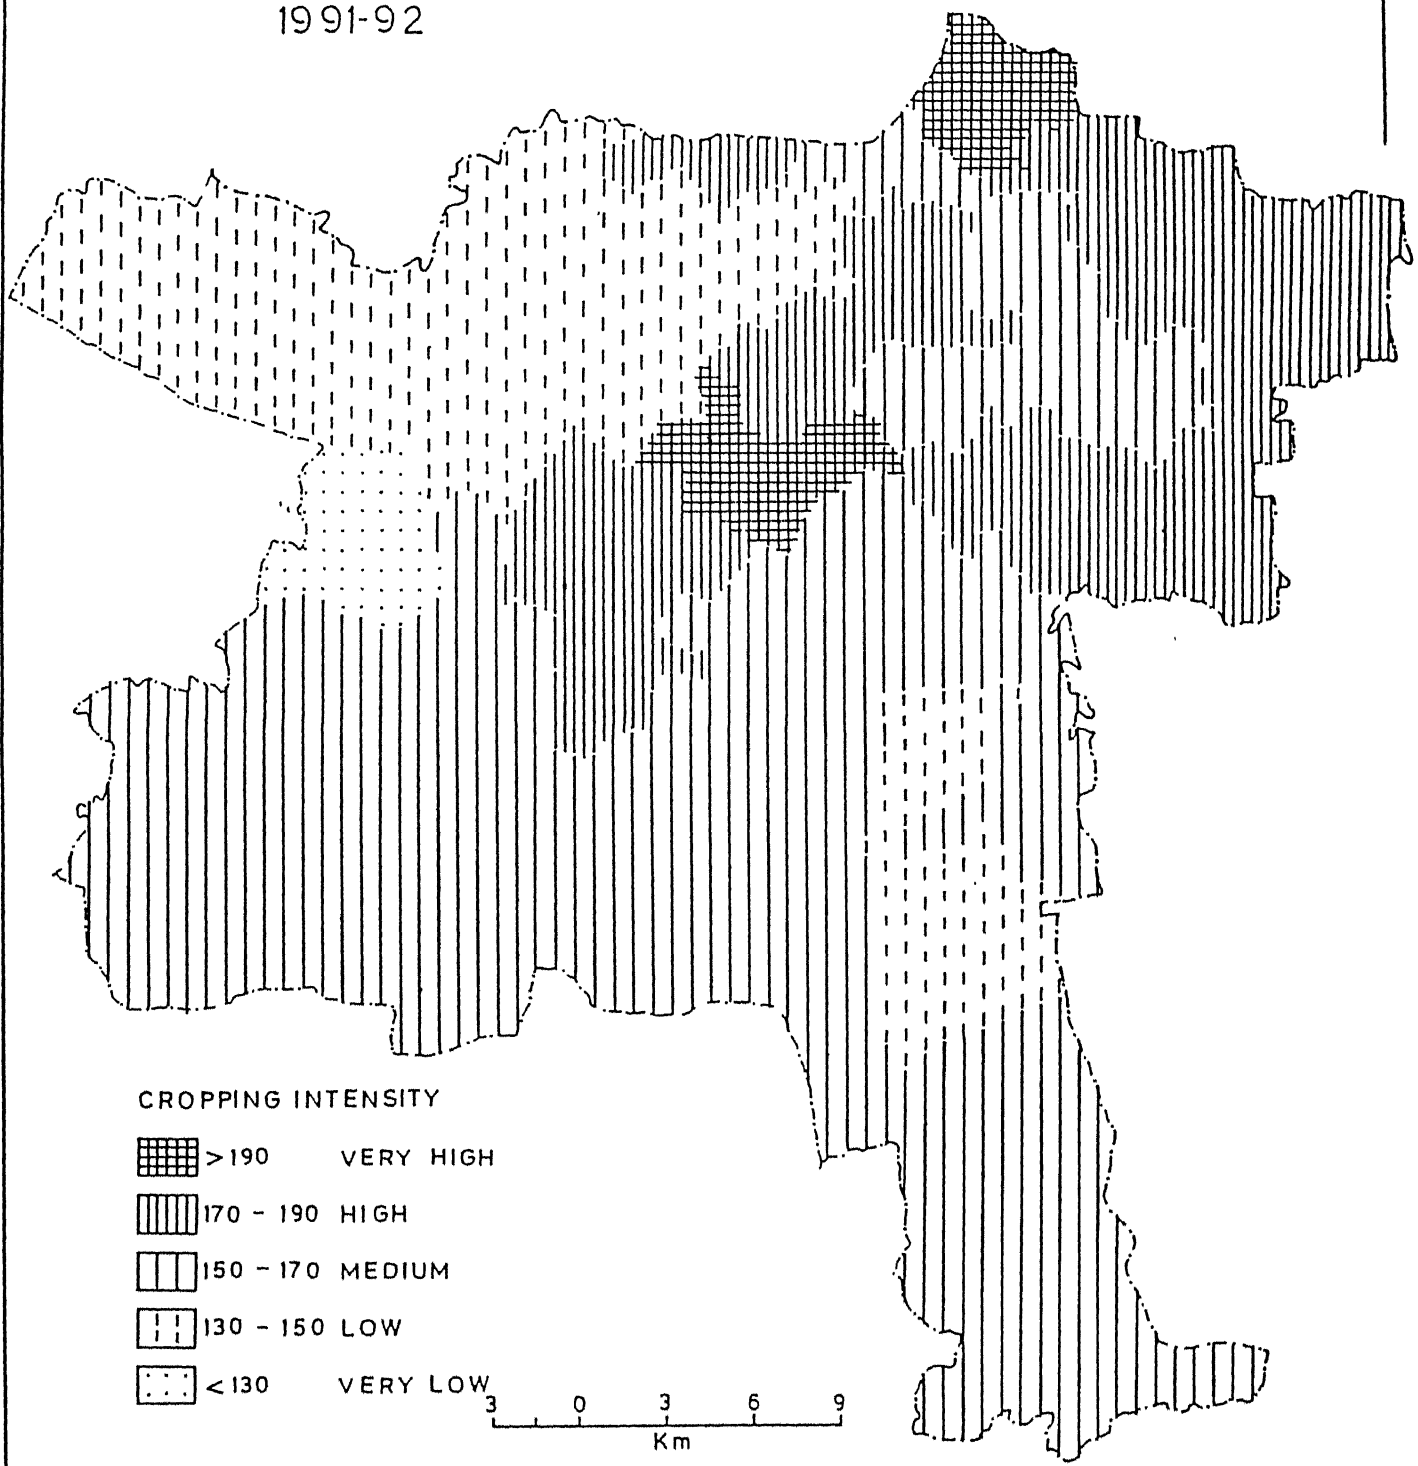 1991-92
CROPPING INTENSITY
>190 VERY HIGH
170 - 190 HIGH
150 - 170 MEDIUM
130 - 150 LOW
<130 VERY LOW
3 0 3 6 9
Km